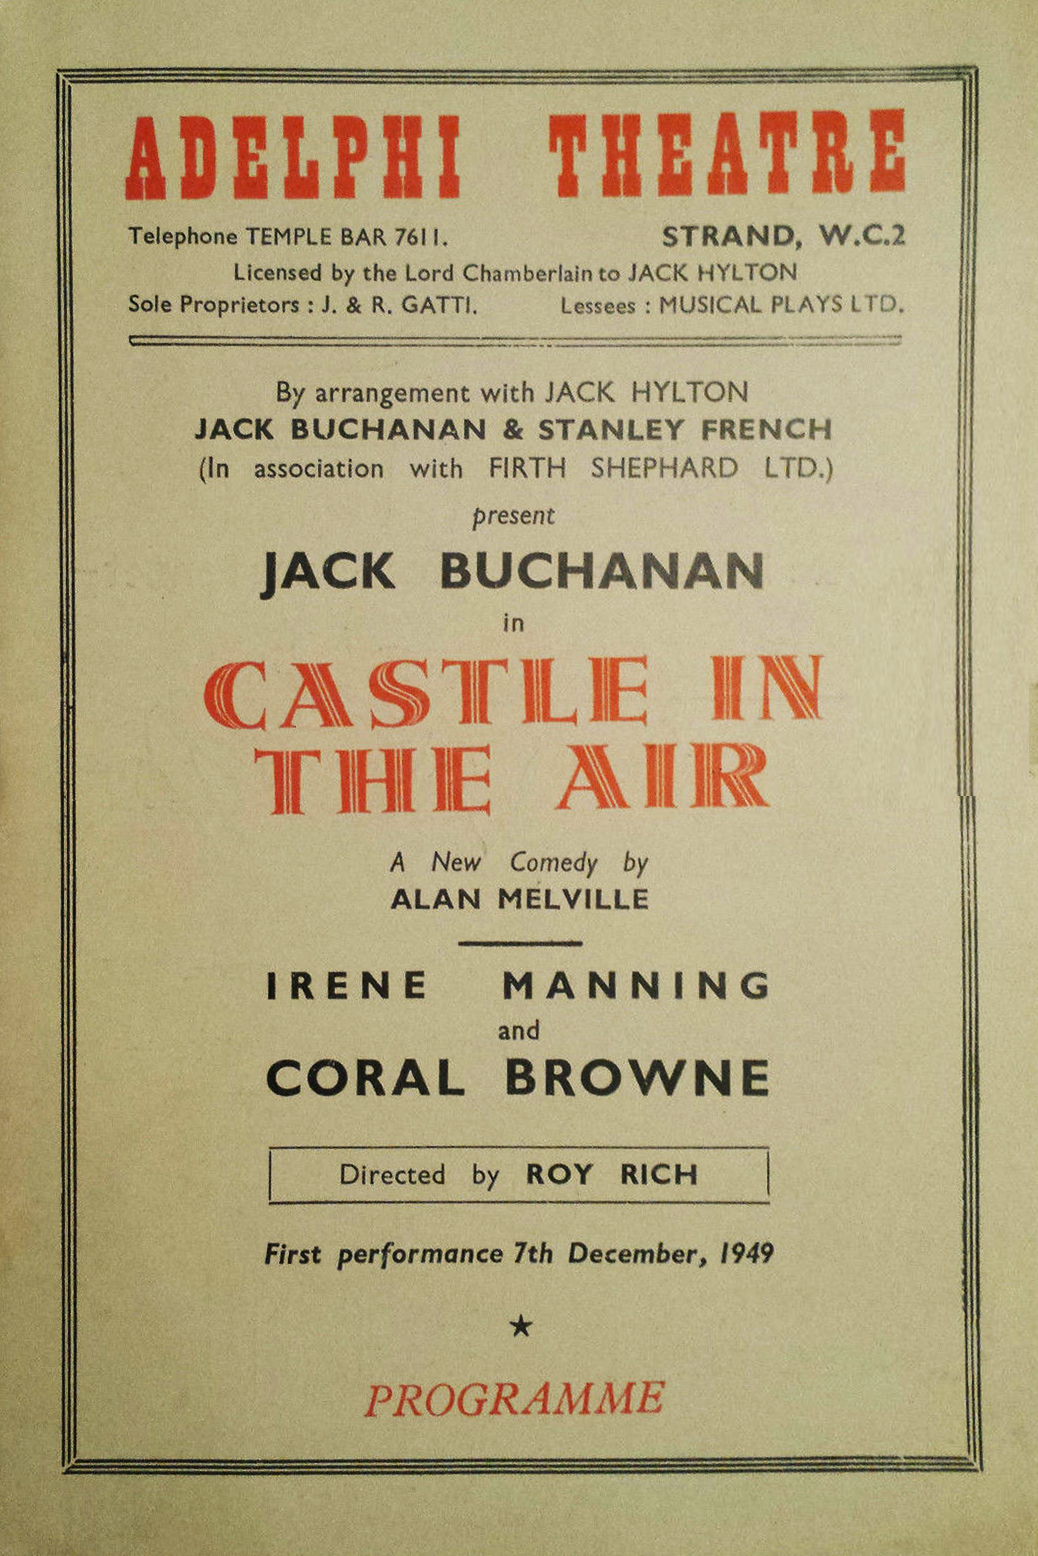 ADELPHI THEATRE
Telephone TEMPLE BAR 7611. STRAND, W.C.2
Licensed by the Lord Chamberlain to JACK HYLTON
Sole Proprietors : J. & R. GATTI. Lessees : MUSICAL PLAYS LTD.
By arrangement with JACK HYLTON
JACK BUCHANAN & STANLEY FRENCH
(In association with FIRTH SHEPHARD LTD.)
present
JACK BUCHANAN
in
CASTLE IN
THE AIR
A New Comedy by
ALAN MELVILLE
IRENE MANNING
and
CORAL BROWNE
Directed by ROY RICH
First performance 7th December, 1949
PROGRAMME